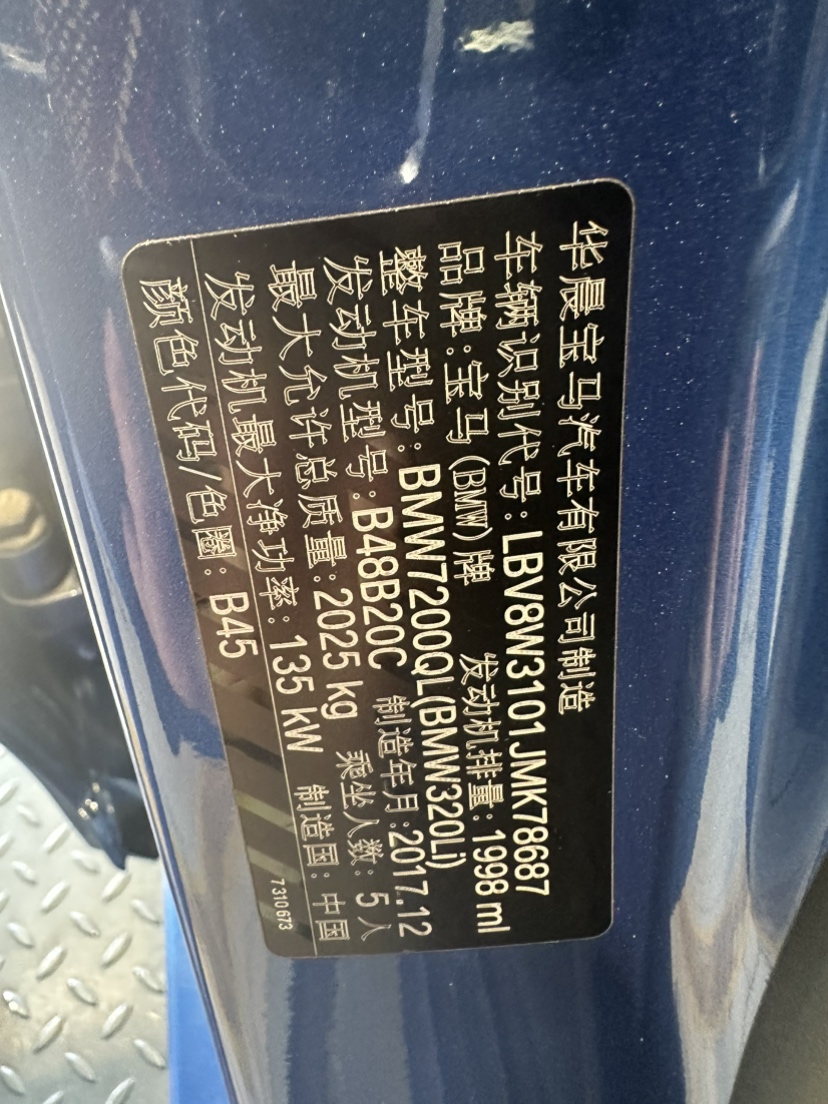 华晨宝马汽车有限公司制造
车辆识别代号:LBV8W3101JMK78687
品牌:宝马(BMW)牌 发动机排量:1998 ml
整车型号:BMW7200QL(BMW320Li)
发动机型号:B48B20C 制造年月:2017.12
最大允许总质量:2025 kg 乘坐人数:5 人
发动机最大净功率:135 kW 制造国:中国
颜色代码/色圈:B45
7310673